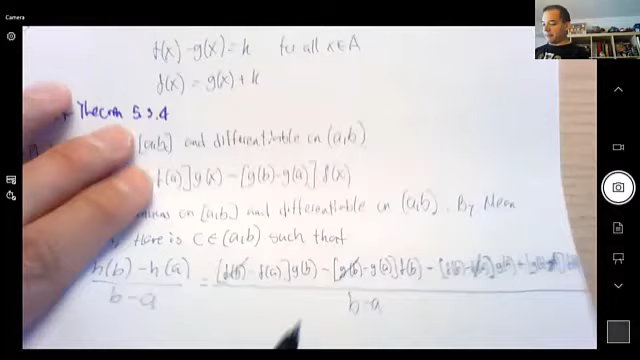 Camera
f(x) - g(x) = k for all x ∈ A
f(x) = g(x) + k
Theorem 5.3.4
[a,b] and differentiable on (a,b)
f(a)] g(x) - [g(b) - g(a)] f(x)
on [a,b] and differentiable on (a,b). By Mean
there is c ∈ (a,b) such that
h(b) - h(a) = [f(b) - f(a)] g(b) - [g(b) - g(a)] f(b) - [f(b) - f(a)] g(a) +
b - a b - a